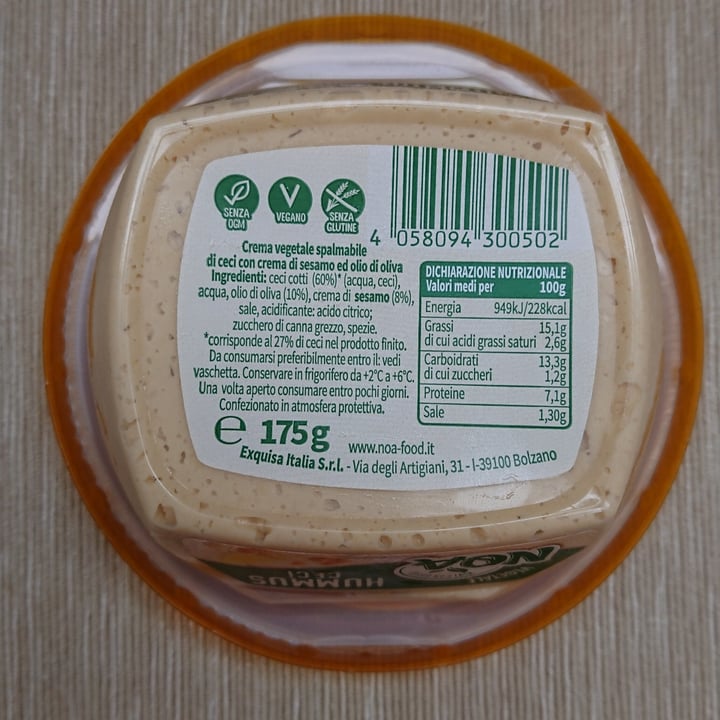 SENZA
OGM
VEGANO
SENZA
GLUTINE
4 058094 300502
Crema vegetale spalmabile
di ceci con crema di sesamo ed olio di oliva
Ingredienti: ceci cotti (60%)* (acqua, ceci),
acqua, olio di oliva (10%), crema di sesamo (8%),
sale, acidificante: acido citrico;
zucchero di canna grezzo, spezie.
*corrisponde al 27% di ceci nel prodotto finito.
Da consumarsi preferibilmente entro il: vedi
vaschetta. Conservare in frigorifero da +2°C a +6°C.
Una volta aperto consumare entro pochi giorni.
Confezionato in atmosfera protettiva.
DICHIARAZIONE NUTRIZIONALE
Valori medi per 100g
Energia 949kJ/228kcal
Grassi 15,1g
di cui acidi grassi saturi 2,6g
Carboidrati 13,3g
di cui zuccheri 1,2g
Proteine 7,1g
Sale 1,30g
e 175g www.noa-food.it
Exquisa Italia S.r.l. - Via degli Artigiani, 31 - I-39100 Bolzano
NOA
VEGETALE
HUMMUS
CECI